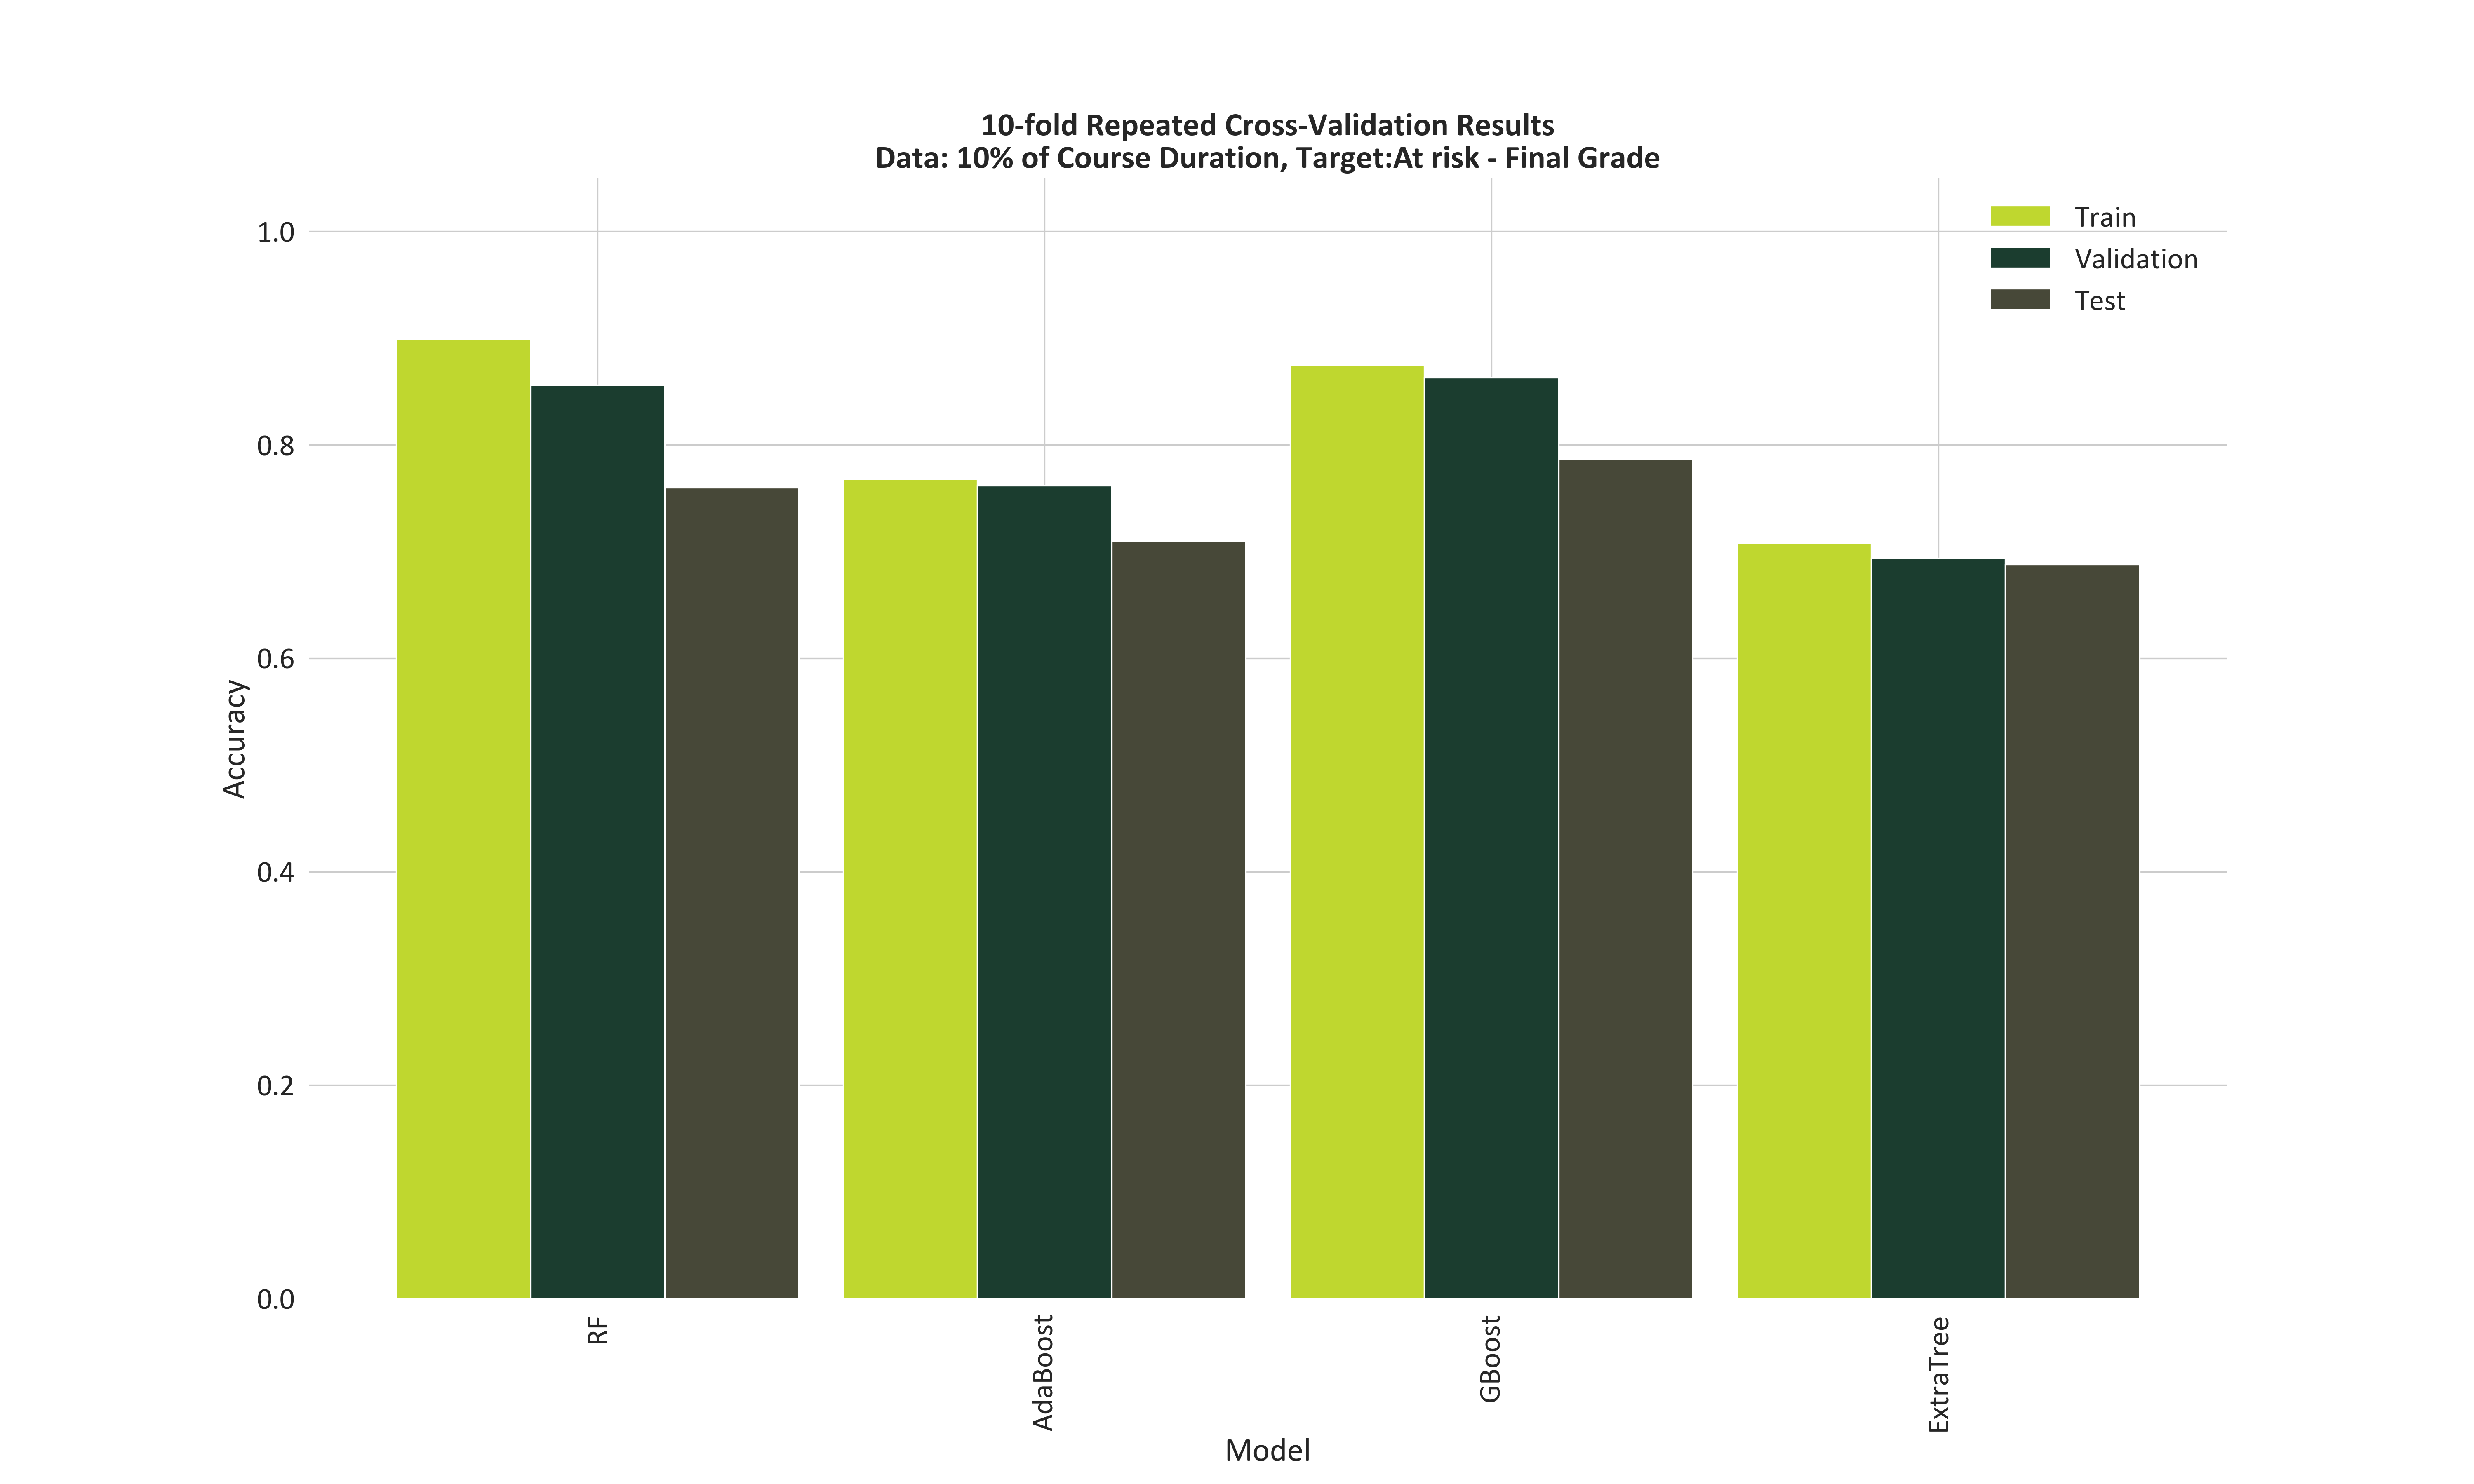 10-fold Repeated Cross-Validation Results
Data: 10% of Course Duration, Target:At risk - Final Grade
Train
Validation
Test
1.0
0.8
0.6
0.4
0.2
0.0
Accuracy
RF
AdaBoost
GBoost
ExtraTree
Model